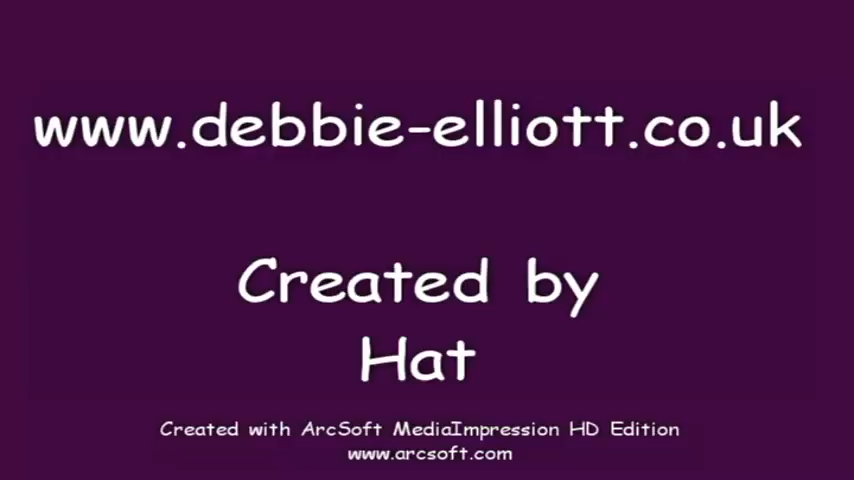 www.debbie-elliott.co.uk
Created by
Hat
Created with ArcSoft MediaImpression HD Edition
www.arcsoft.com